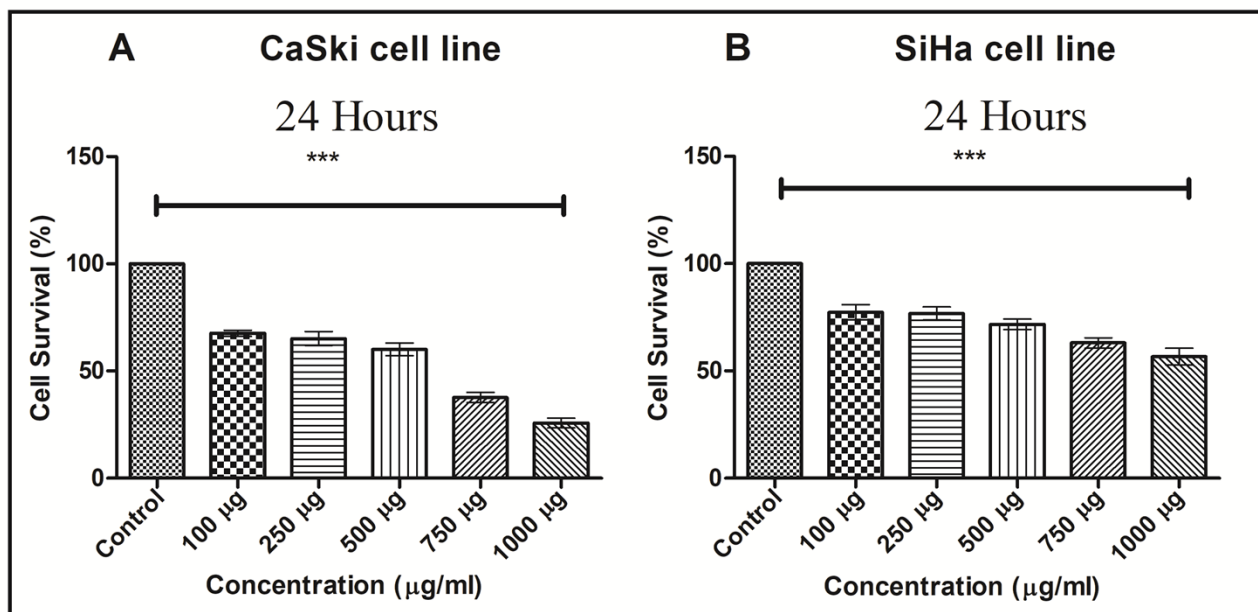 A CaSki cell line
24 Hours
***
150
100
50
0
Cell Survival (%)
Control
100 µg
250 µg
500 µg
750 µg
1000 µg
Concentration (µg/ml)
B SiHa cell line
24 Hours
***
150
100
50
0
Cell Survival (%)
Control
100 µg
250 µg
500 µg
750 µg
1000 µg
Concentration (µg/ml)